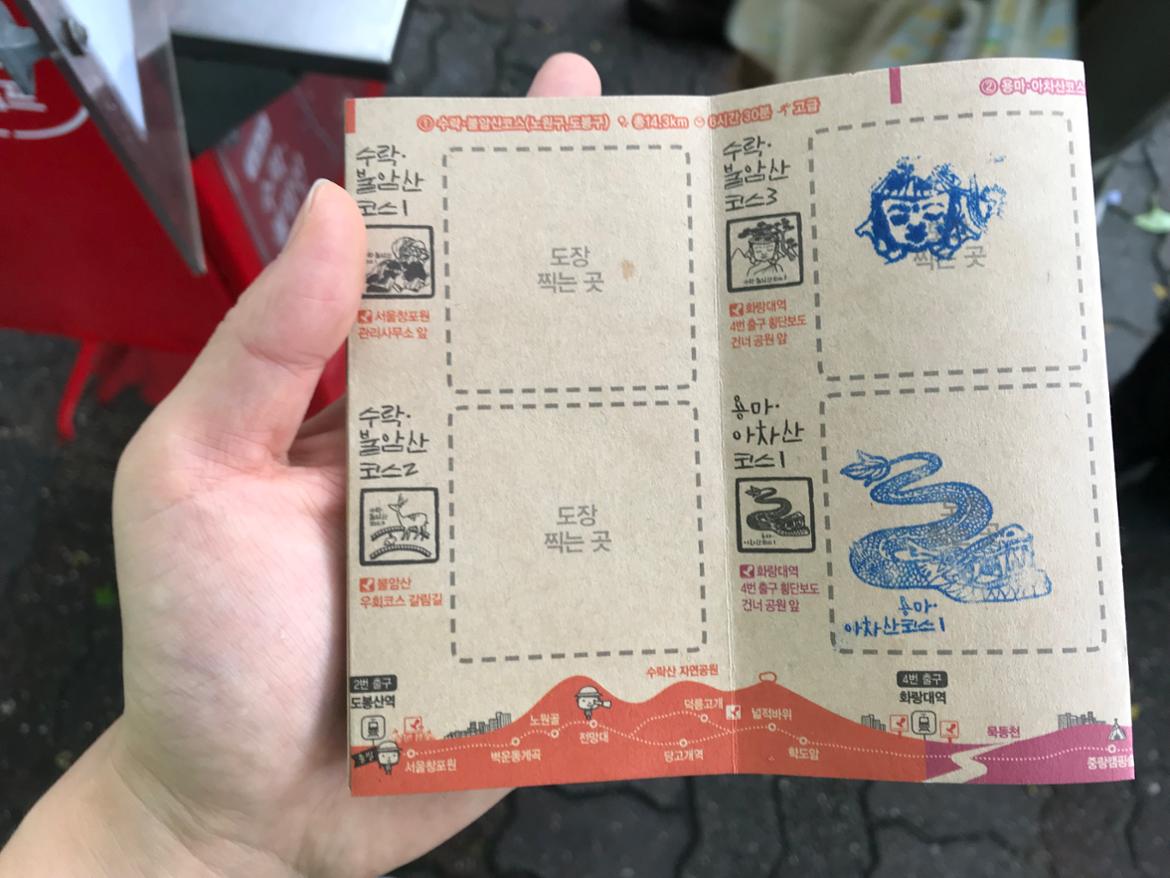 ① 수락·불암산코스(노원구,도봉구) 총14.3km 6시간 30분 고급
② 용마·아차산코스
수락·
불암산
코스1
도장
찍는 곳
서울창포원
관리사무소 앞
수락·
불암산
코스2
도장
찍는 곳
불암산
우회코스 갈림길
수락·
불암산
코스3
찍는 곳
화랑대역
4번 출구 횡단보도
건너 공원 앞
용마·
아차산
코스1
화랑대역
4번 출구 횡단보도
건너 공원 앞
용마·
아차산코스1
수락산 자연공원
2번 출구
도봉산역
서울창포원
벽운동계곡
노원골
전망대
당고개역
덕릉고개
넓적바위
학도암
4번 출구
화랑대역
묵동천
중랑캠핑숲